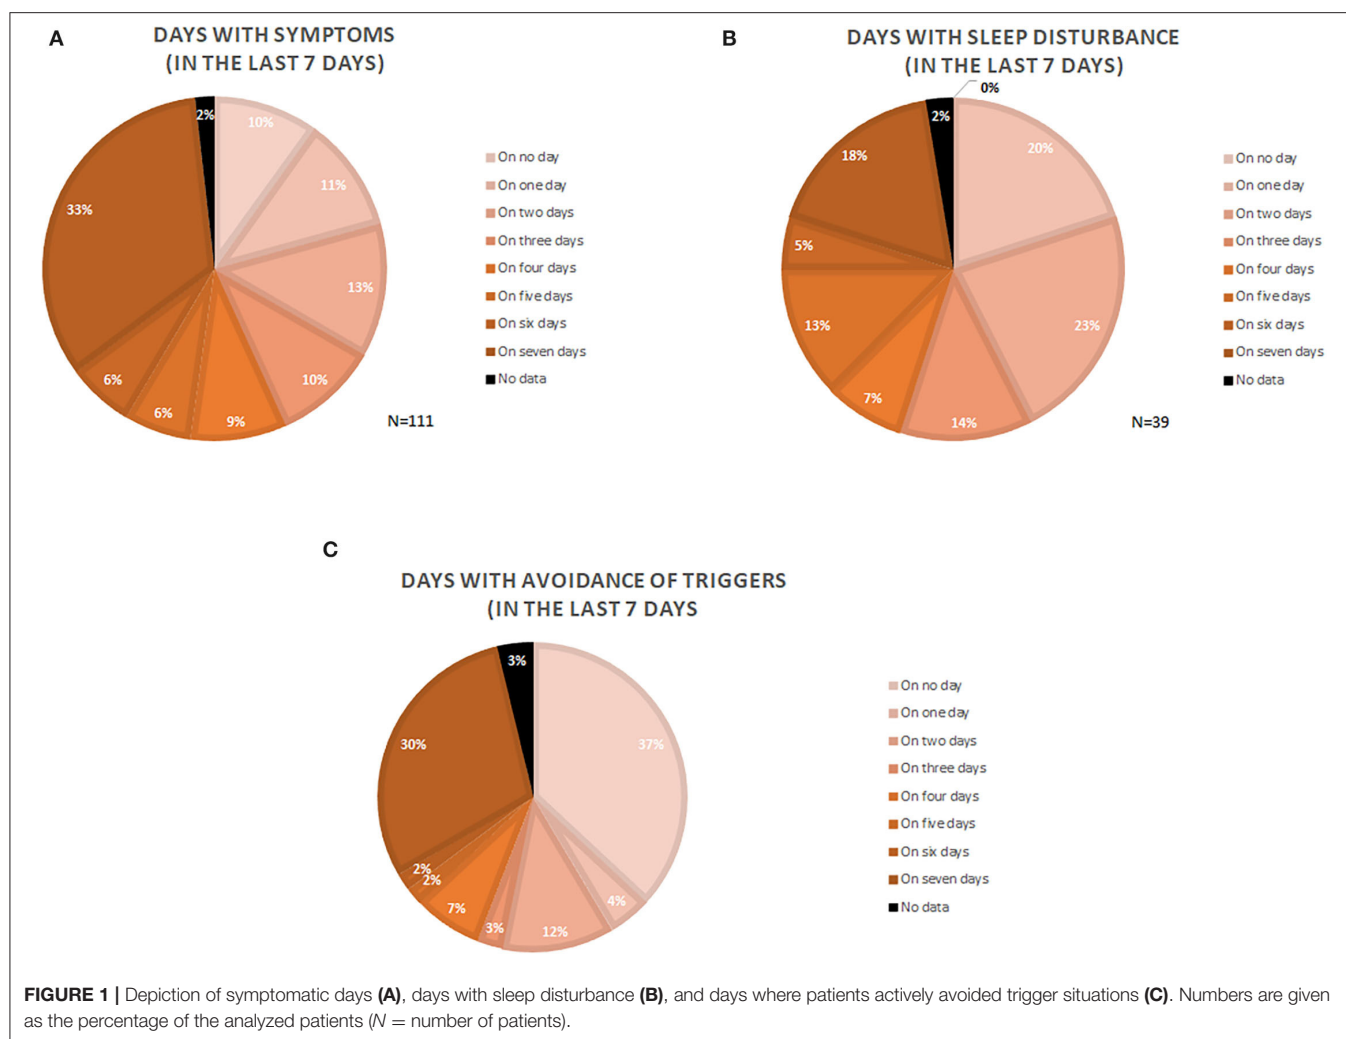 A
DAYS WITH SYMPTOMS
(IN THE LAST 7 DAYS)
2%
10%
11%
33%
13%
10%
9%
6%
6%
On no day
On one day
On two days
On three days
On four days
On five days
On six days
On seven days
No data
N=111
B
DAYS WITH SLEEP DISTURBANCE
(IN THE LAST 7 DAYS)
0%
2%
20%
18%
5%
13%
23%
7%
14%
On no day
On one day
On two days
On three days
On four days
On five days
On six days
On seven days
No data
N=39
C
DAYS WITH AVOIDANCE OF TRIGGERS
(IN THE LAST 7 DAYS
3%
37%
30%
2%
2%
7%
3%
12%
4%
On no day
On one day
On two days
On three days
On four days
On five days
On six days
On seven days
No data
FIGURE 1 | Depiction of symptomatic days (A), days with sleep disturbance (B), and days where patients actively avoided trigger situations (C). Numbers are given
as the percentage of the analyzed patients (N = number of patients).